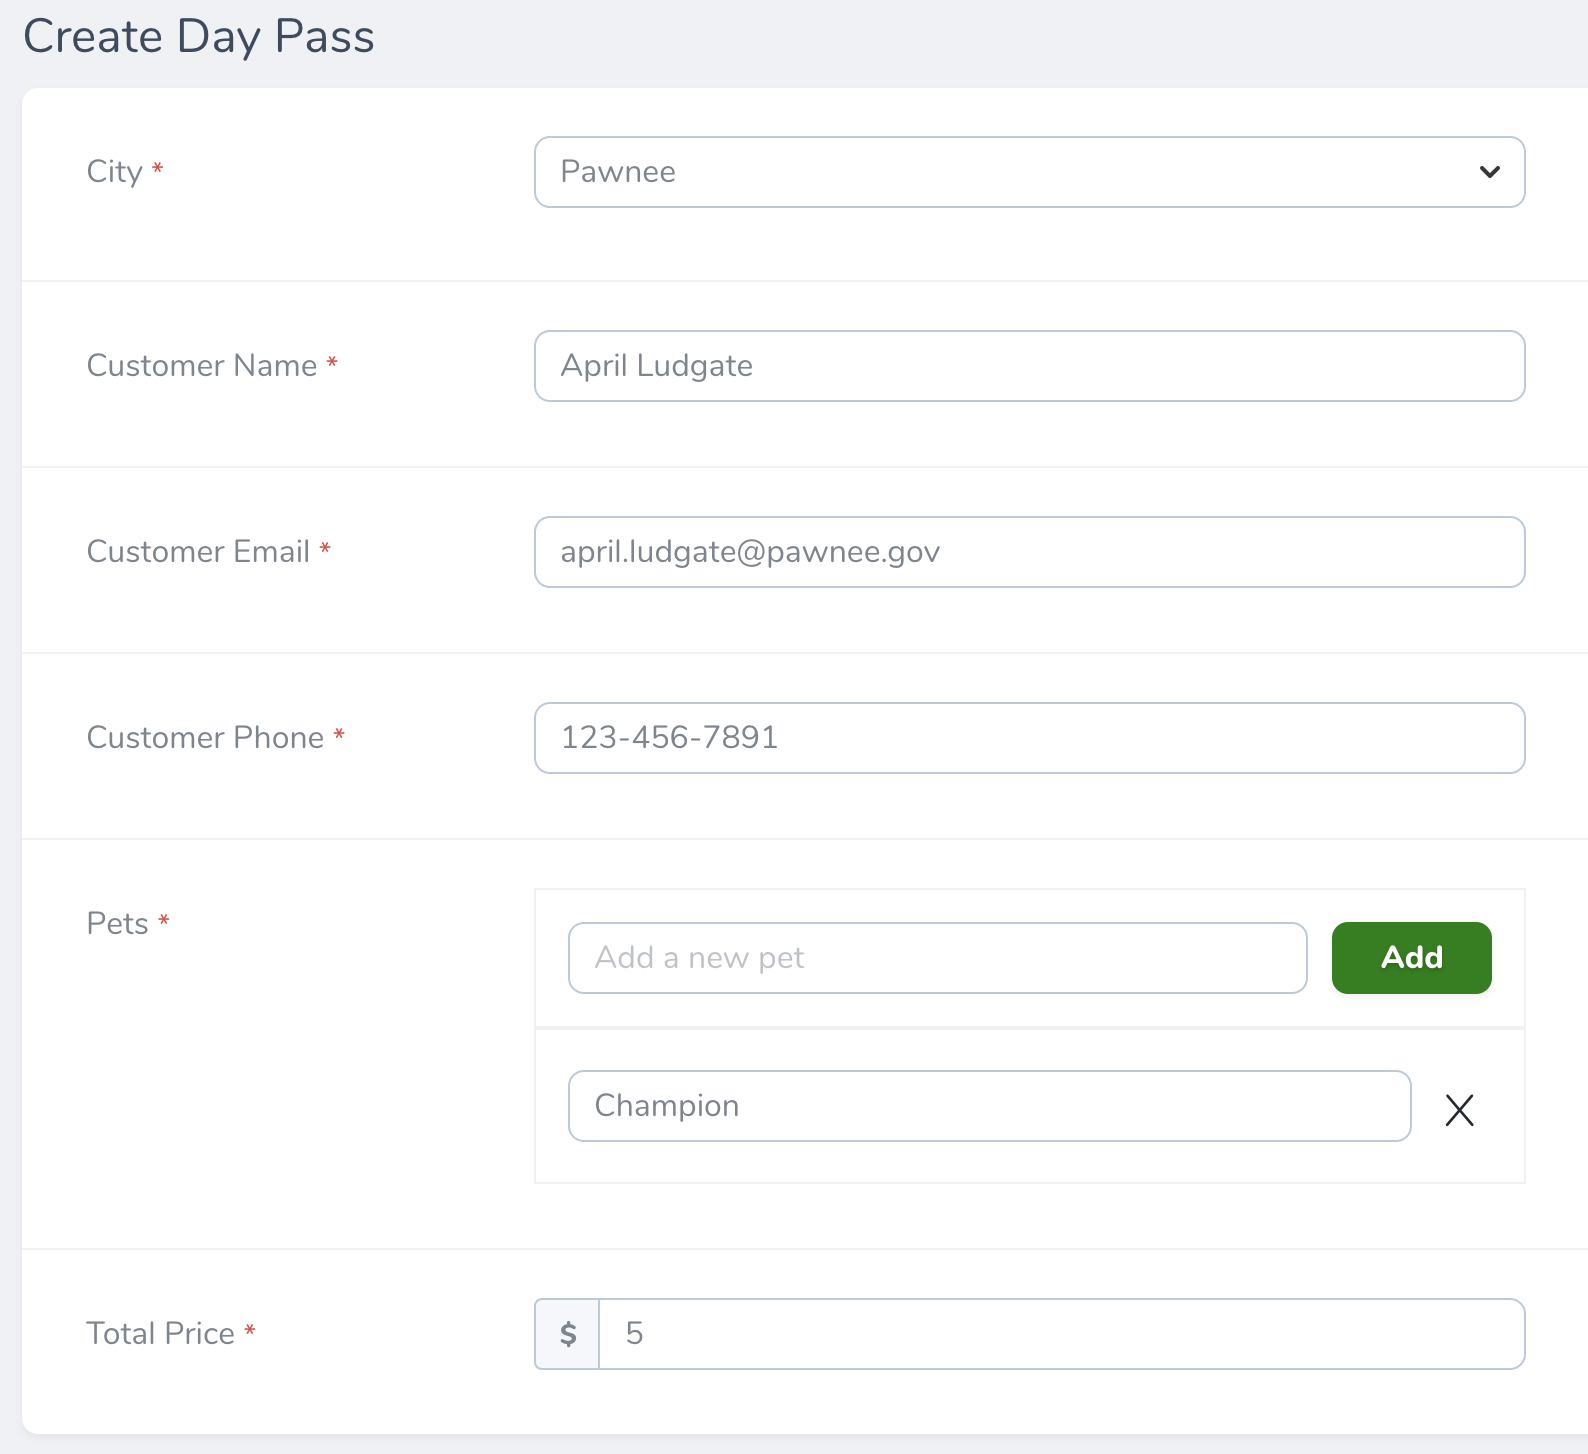 Create Day Pass
City *
Pawnee
Customer Name *
April Ludgate
Customer Email *
april.ludgate@pawnee.gov
Customer Phone *
123-456-7891
Pets *
Add a new pet
Add
Champion
Total Price *
$ 5